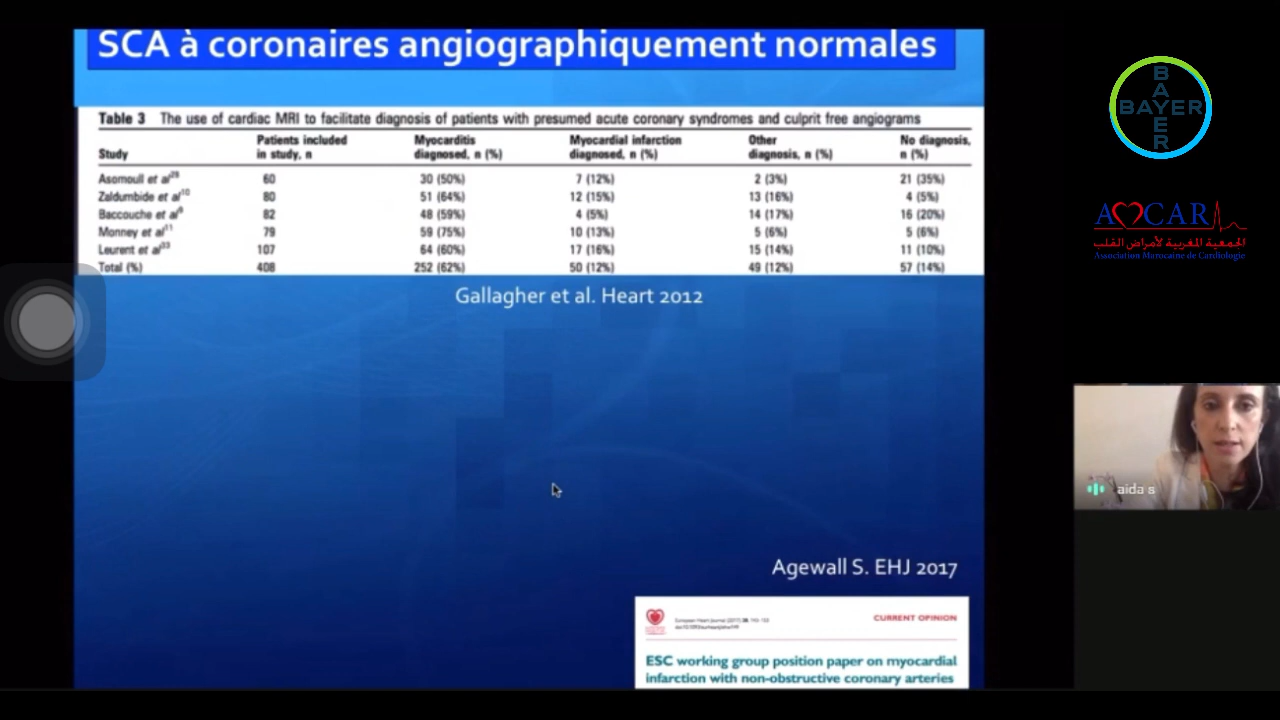 SCA à coronaires angiographiquement normales
Table 3 The use of cardiac MRI to facilitate diagnosis of patients with presumed acute coronary syndromes and culprit free angiograms
Study Patients included in study, n Myocarditis diagnosed, n (%) Myocardial infarction diagnosed, n (%) Other diagnosis, n (%) No diagnosis, n (%)
Asomoull et al 60 30 (50%) 7 (12%) 2 (3%) 21 (35%)
Zaldumbide et al¹⁰ 80 51 (64%) 12 (15%) 13 (16%) 4 (5%)
Baccouche et al 82 48 (59%) 4 (5%) 14 (17%) 16 (20%)
Monney et al¹¹ 79 59 (75%) 10 (13%) 5 (6%) 5 (6%)
Leurent et al 107 64 (60%) 17 (16%) 15 (14%) 11 (10%)
Total (%) 408 252 (62%) 50 (12%) 49 (12%) 57 (14%)
Gallagher et al. Heart 2012
Agewall S. EHJ 2017
CURRENT OPINION
ESC working group position paper on myocardial
infarction with non-obstructive coronary arteries
BAYER
BAYER
AMCAR
الجمعية المغربية لأمراض القلب
Association Marocaine de Cardiologie
aida s